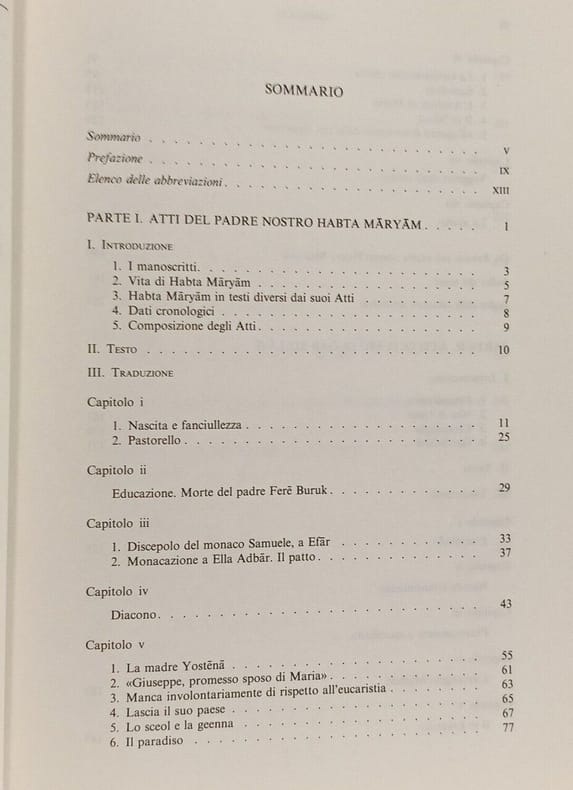 SOMMARIO
Sommario . . . . . . . . . . . . . . . . . . . . V
Prefazione . . . . . . . . . . . . . . . . . . . . IX
Elenco delle abbreviazioni . . . . . . . . . . . . . . . XIII
PARTE I. ATTI DEL PADRE NOSTRO HABTA MĀRYĀM . . . . . 1
I. INTRODUZIONE
1. I manoscritti. . . . . . . . . . . . . . . . . . 3
2. Vita di Habta Māryām . . . . . . . . . . . . . . 5
3. Habta Māryām in testi diversi dai suoi Atti . . . . . . . 7
4. Dati cronologici . . . . . . . . . . . . . . . . 8
5. Composizione degli Atti . . . . . . . . . . . . . . 9
II. TESTO . . . . . . . . . . . . . . . . . . . . 10
III. TRADUZIONE
Capitolo i
1. Nascita e fanciullezza . . . . . . . . . . . . . . 11
2. Pastorello . . . . . . . . . . . . . . . . . . 25
Capitolo ii
Educazione. Morte del padre Ferē Buruk . . . . . . . . . 29
Capitolo iii
1. Discepolo del monaco Samuele, a Efār . . . . . . . . 33
2. Monacazione a Ella Adbār. Il patto . . . . . . . . . 37
Capitolo iv
Diacono . . . . . . . . . . . . . . . . . . . . 43
Capitolo v
1. La madre Yostēnā . . . . . . . . . . . . . . . 55
2. «Giuseppe, promesso sposo di Maria» . . . . . . . . . 61
3. Manca involontariamente di rispetto all'eucaristia . . . . . 63
4. Lascia il suo paese . . . . . . . . . . . . . . . 65
5. Lo sceol e la geenna . . . . . . . . . . . . . . 67
6. Il paradiso . . . . . . . . . . . . . . . . . . 77